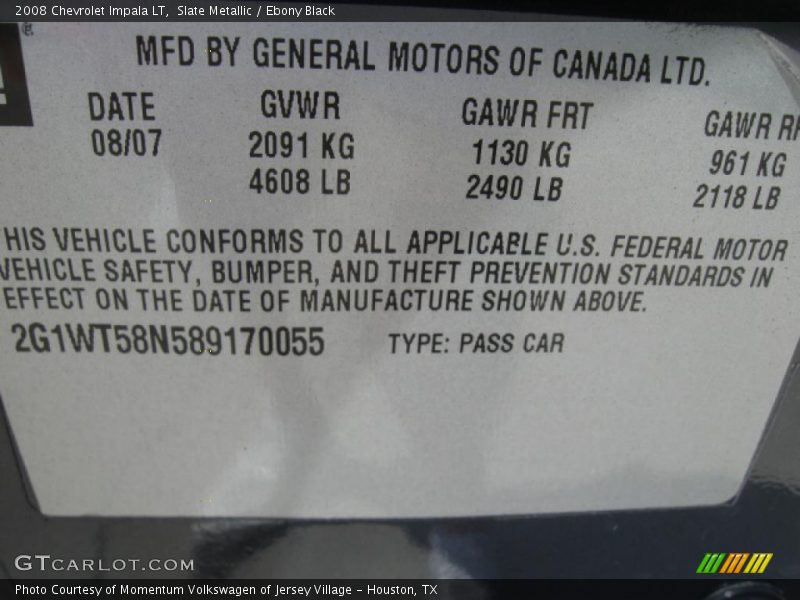 2008 Chevrolet Impala LT, Slate Metallic / Ebony Black
MFD BY GENERAL MOTORS OF CANADA LTD.
DATE GVWR GAWR FRT GAWR RR
08/07 2091 KG 1130 KG 961 KG
4608 LB 2490 LB 2118 LB
HIS VEHICLE CONFORMS TO ALL APPLICABLE U.S. FEDERAL MOTOR
VEHICLE SAFETY, BUMPER, AND THEFT PREVENTION STANDARDS IN
EFFECT ON THE DATE OF MANUFACTURE SHOWN ABOVE.
2G1WT58N589170055 TYPE: PASS CAR
GTCARLOT.COM
Photo Courtesy of Momentum Volkswagen of Jersey Village – Houston, TX